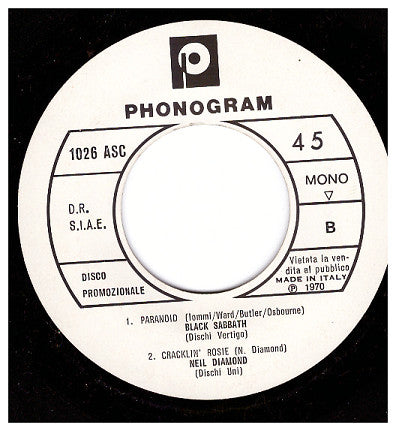 p
PHONOGRAM
1026 ASC
45
MONO
D.R.
S.I.A.E.
B
DISCO
PROMOZIONALE
Vietata la ven-
dita al pubblico
MADE IN ITALY
Ⓟ 1970
1. PARANOID (Iommi/Ward/Butler/Osbourne)
BLACK SABBATH
(Dischi Vertigo)
2. CRACKLIN' ROSIE (N. Diamond)
NEIL DIAMOND
(Dischi Uni)